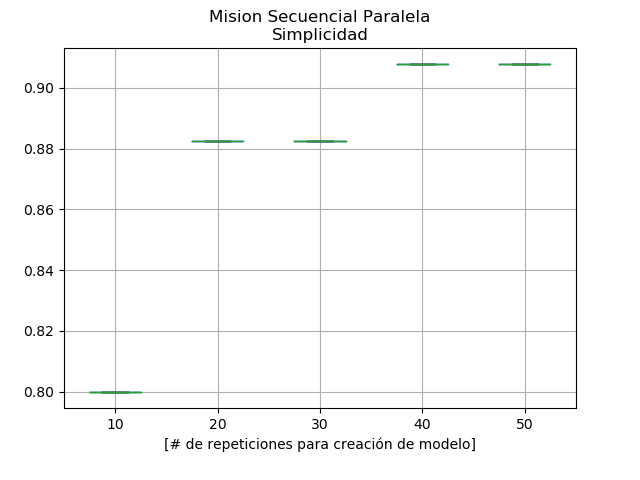 Mision Secuencial Paralela
Simplicidad
0.90
0.88
0.86
0.84
0.82
0.80
10 20 30 40 50
[# de repeticiones para creación de modelo]